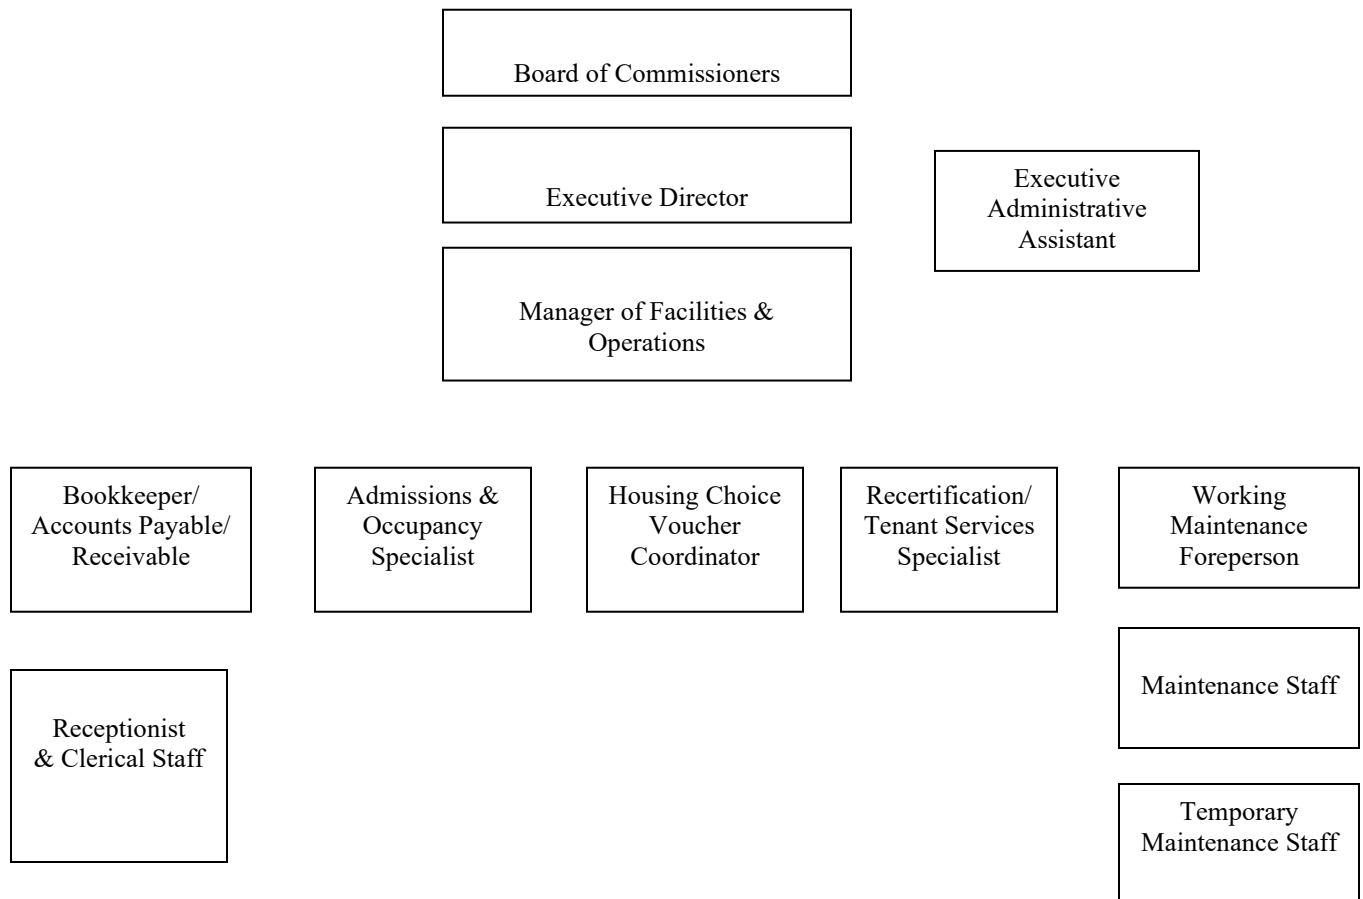 Board of Commissioners
Executive Director
Executive
Administrative
Assistant
Manager of Facilities &
Operations
Bookkeeper/
Accounts Payable/
Receivable
Admissions &
Occupancy
Specialist
Housing Choice
Voucher
Coordinator
Recertification/
Tenant Services
Specialist
Working
Maintenance
Foreperson
Receptionist
& Clerical Staff
Maintenance Staff
Temporary
Maintenance Staff